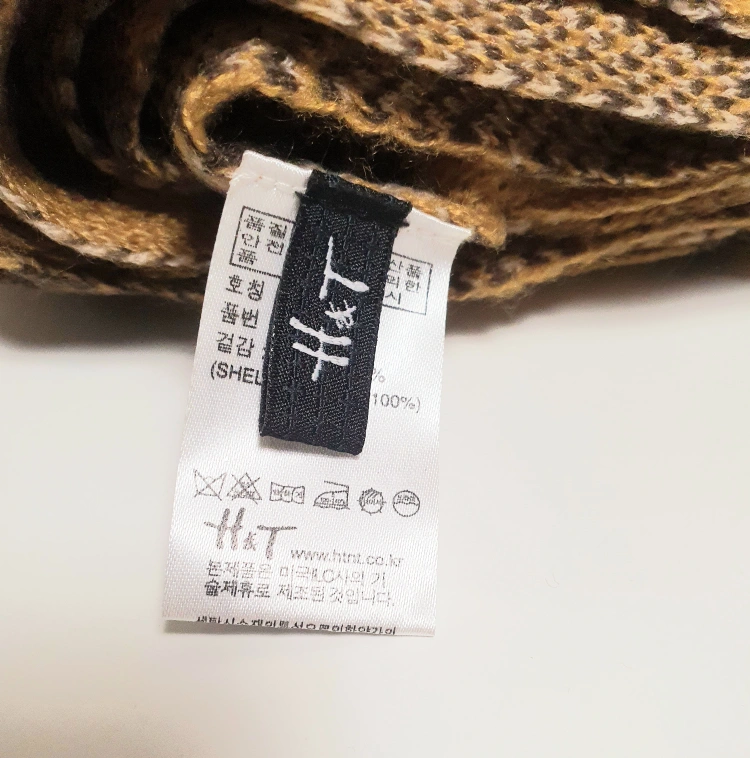 H&T
품질
안전
품
산품
의한
시
호칭
품번
겉감
%
(SHEL
100%)
H&T www.htnt.co.kr
본제품은 미국ILC사의 기
술제휴로 제조된 것입니다.